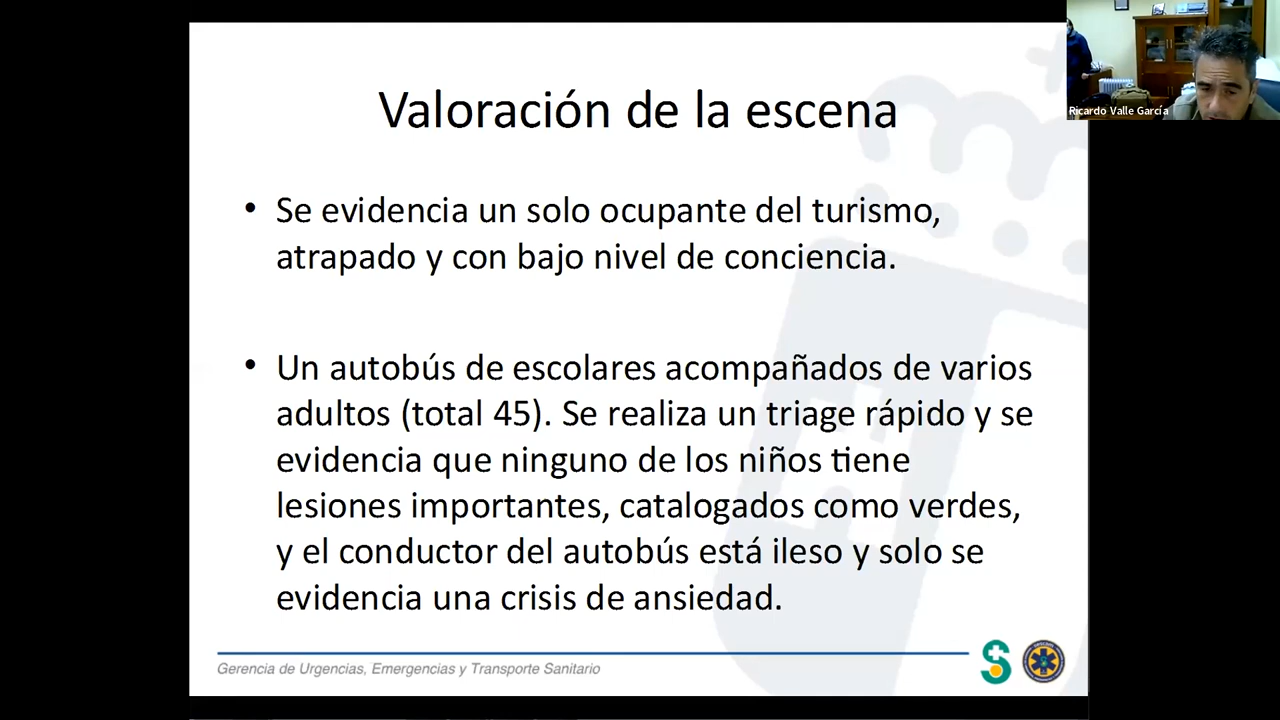 Valoración de la escena
Ricardo Valle García
• Se evidencia un solo ocupante del turismo,
atrapado y con bajo nivel de conciencia.
• Un autobús de escolares acompañados de varios
adultos (total 45). Se realiza un triage rápido y se
evidencia que ninguno de los niños tiene
lesiones importantes, catalogados como verdes,
y el conductor del autobús está ileso y solo se
evidencia una crisis de ansiedad.
Gerencia de Urgencias, Emergencias y Transporte Sanitario